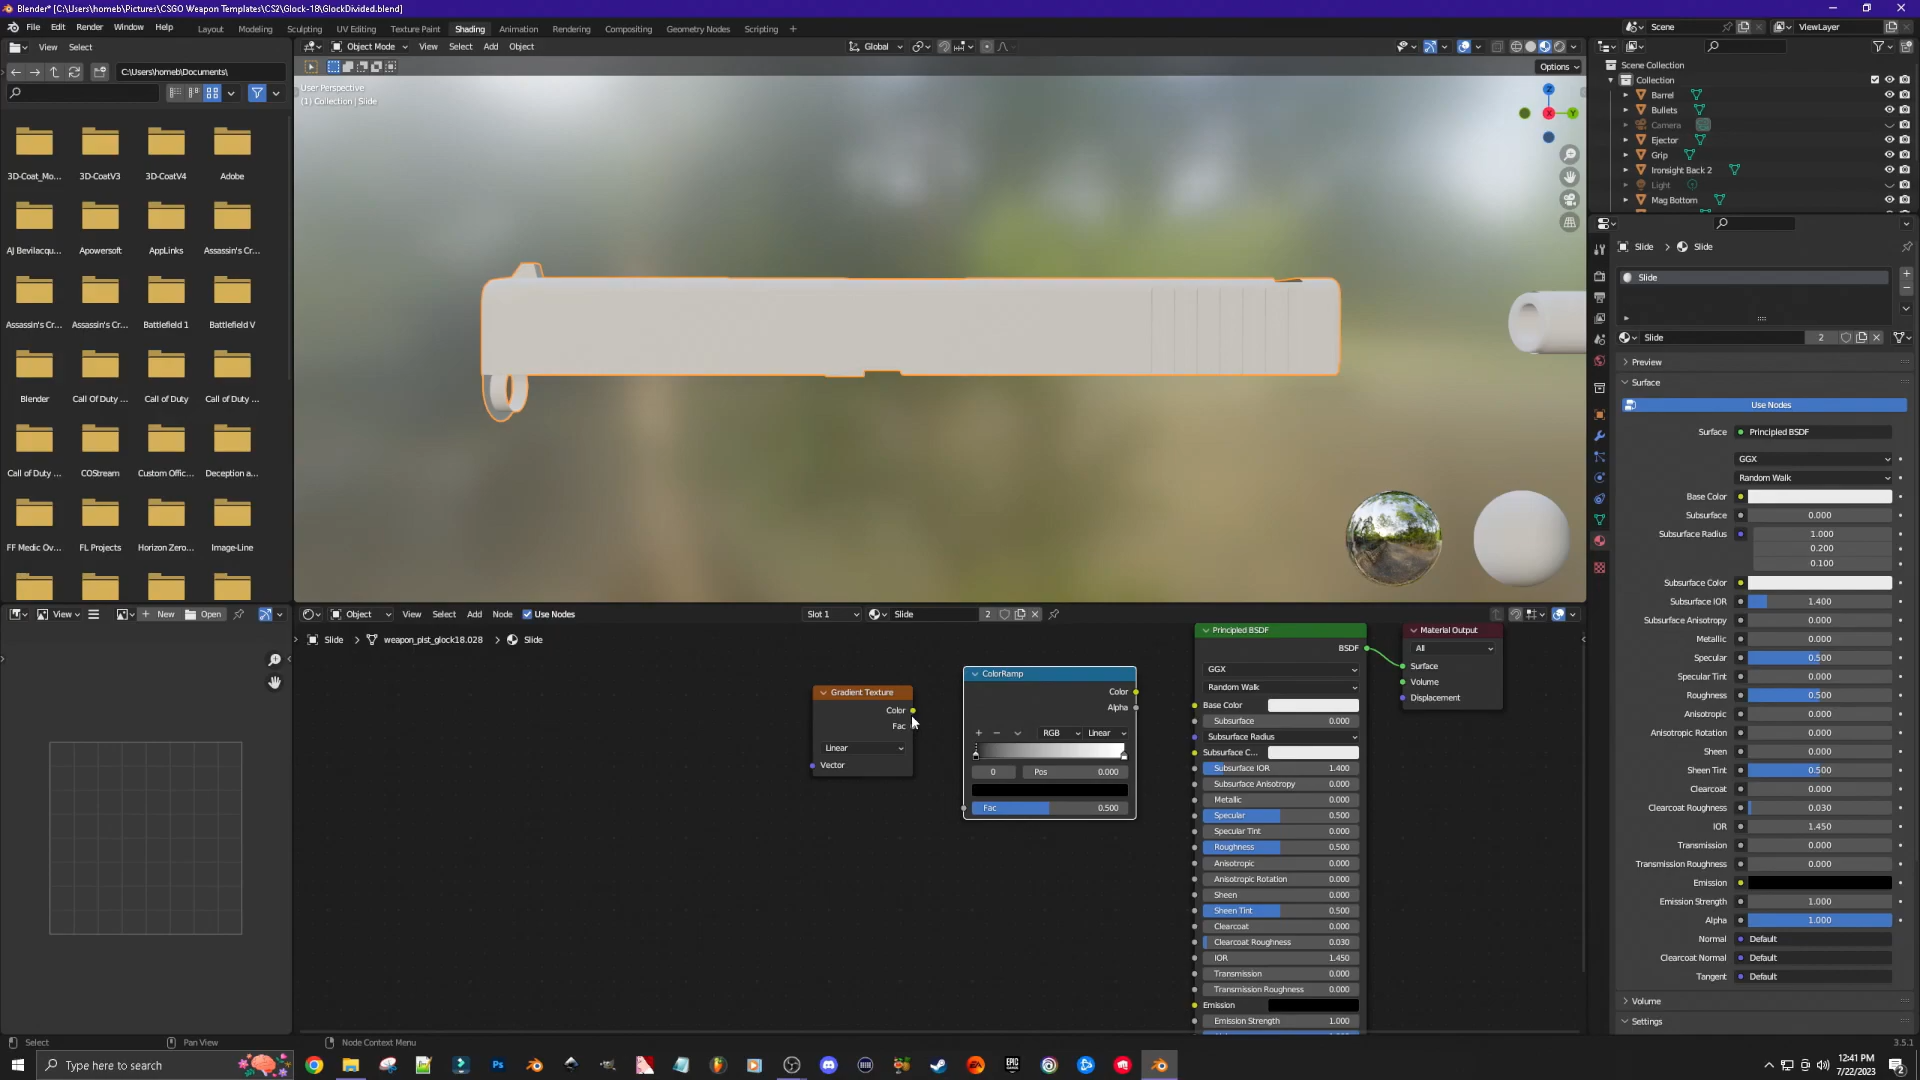 Blender* [C:\Users\homeb\Pictures\CSGO Weapon Templates\CS2\Glock-18\GlockDivided.blend]
File Edit Render Window Help Layout Modeling Sculpting UV Editing Texture Paint Shading Animation Rendering Compositing Geometry Nodes Scripting + Scene ViewLayer
View Select Object Mode View Select Add Object Global
C:\Users\homeb\Documents\ Options
User Perspective
(1) Collection | Slide
Scene Collection
Collection
Barrel
Bullets
Camera
Ejector
Grip
Ironsight Back 2
Light
Mag Bottom
3D-Coat_Mo... 3D-CoatV3 3D-CoatV4 Adobe
AJ Bevilacqu... Apowersoft AppLinks Assassin's Cr...
Assassin's Cr... Assassin's Cr... Battlefield 1 Battlefield V
Blender Call Of Duty ... Call of Duty Call of Duty ...
Call of Duty ... COStream Custom Offic... Deception a...
FF Medic Ov... FL Projects Horizon Zero... Image-Line
Z Y X
Slide > Slide
Slide
Slide 2
Preview
Surface
Use Nodes
Surface Principled BSDF
GGX
Random Walk
Base Color
Subsurface 0.000
Subsurface Radius 1.000
0.200
0.100
Subsurface Color
Subsurface IOR 1.400
Subsurface Anisotropy 0.000
Metallic 0.000
Specular 0.500
Specular Tint 0.000
Roughness 0.500
Anisotropic 0.000
Anisotropic Rotation 0.000
Sheen 0.000
Sheen Tint 0.500
Clearcoat 0.000
Clearcoat Roughness 0.030
IOR 1.450
Transmission 0.000
Transmission Roughness 0.000
Emission
Emission Strength 1.000
Alpha 1.000
Normal Default
Clearcoat Normal Default
Tangent Default
Volume
Settings
View New Open Object View Select Add Node Use Nodes Slot 1 Slide 2
Slide > weapon_pist_glock18.028 > Slide
Gradient Texture
Color
Fac
Linear
Vector
ColorRamp
Color
Alpha
RGB Linear
0 Pos 0.000
Fac 0.500
Principled BSDF
BSDF
GGX
Random Walk
Base Color
Subsurface 0.000
Subsurface Radius
Subsurface C...
Subsurface IOR 1.400
Subsurface Anisotropy 0.000
Metallic 0.000
Specular 0.500
Specular Tint 0.000
Roughness 0.500
Anisotropic 0.000
Anisotropic Rotation 0.000
Sheen 0.000
Sheen Tint 0.500
Clearcoat 0.000
Clearcoat Roughness 0.030
IOR 1.450
Transmission 0.000
Transmission Roughness 0.000
Emission
Emission Strength 1.000
Material Output
All
Surface
Volume
Displacement
Select Pan View Node Context Menu 3.5.1
Type here to search
Ps
EA
EPIC GAMES
12:41 PM
7/22/2023
2